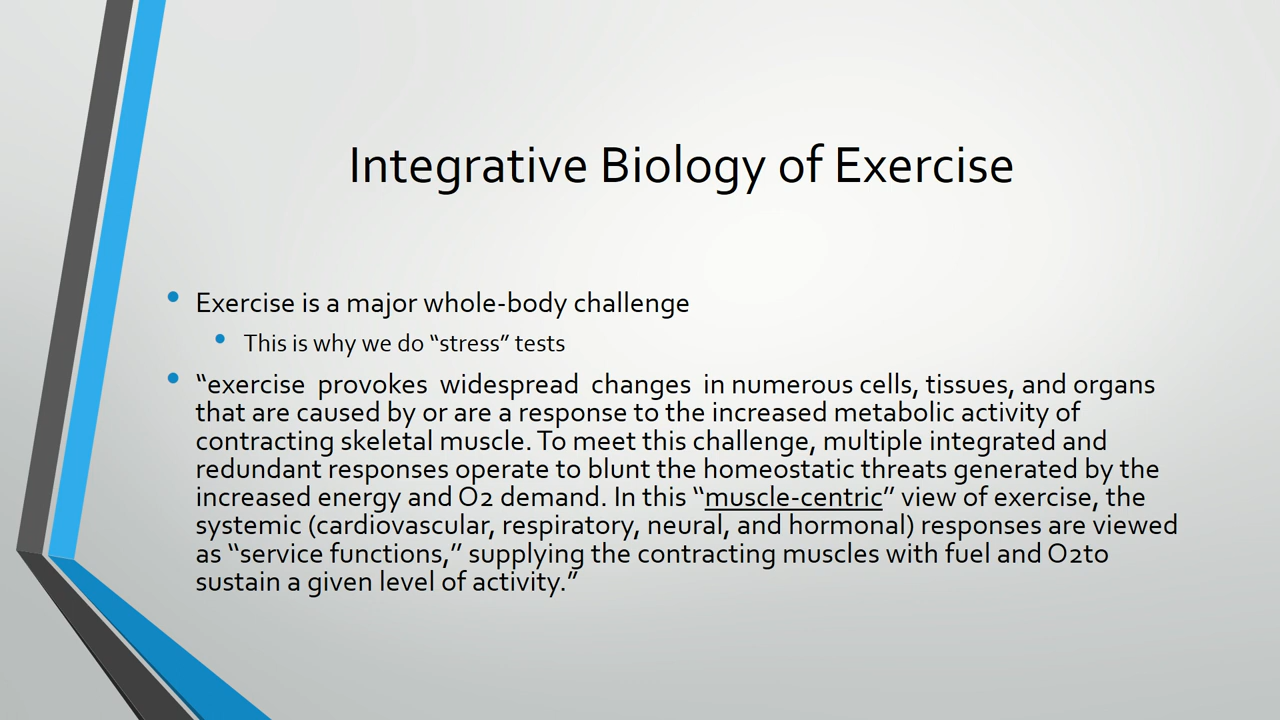 Integrative Biology of Exercise
Exercise is a major whole-body challenge
This is why we do “stress” tests
“exercise provokes widespread changes in numerous cells, tissues, and organs
that are caused by or are a response to the increased metabolic activity of
contracting skeletal muscle. To meet this challenge, multiple integrated and
redundant responses operate to blunt the homeostatic threats generated by the
increased energy and O2 demand. In this “muscle-centric” view of exercise, the
systemic (cardiovascular, respiratory, neural, and hormonal) responses are viewed
as “service functions,” supplying the contracting muscles with fuel and O2to
sustain a given level of activity.”